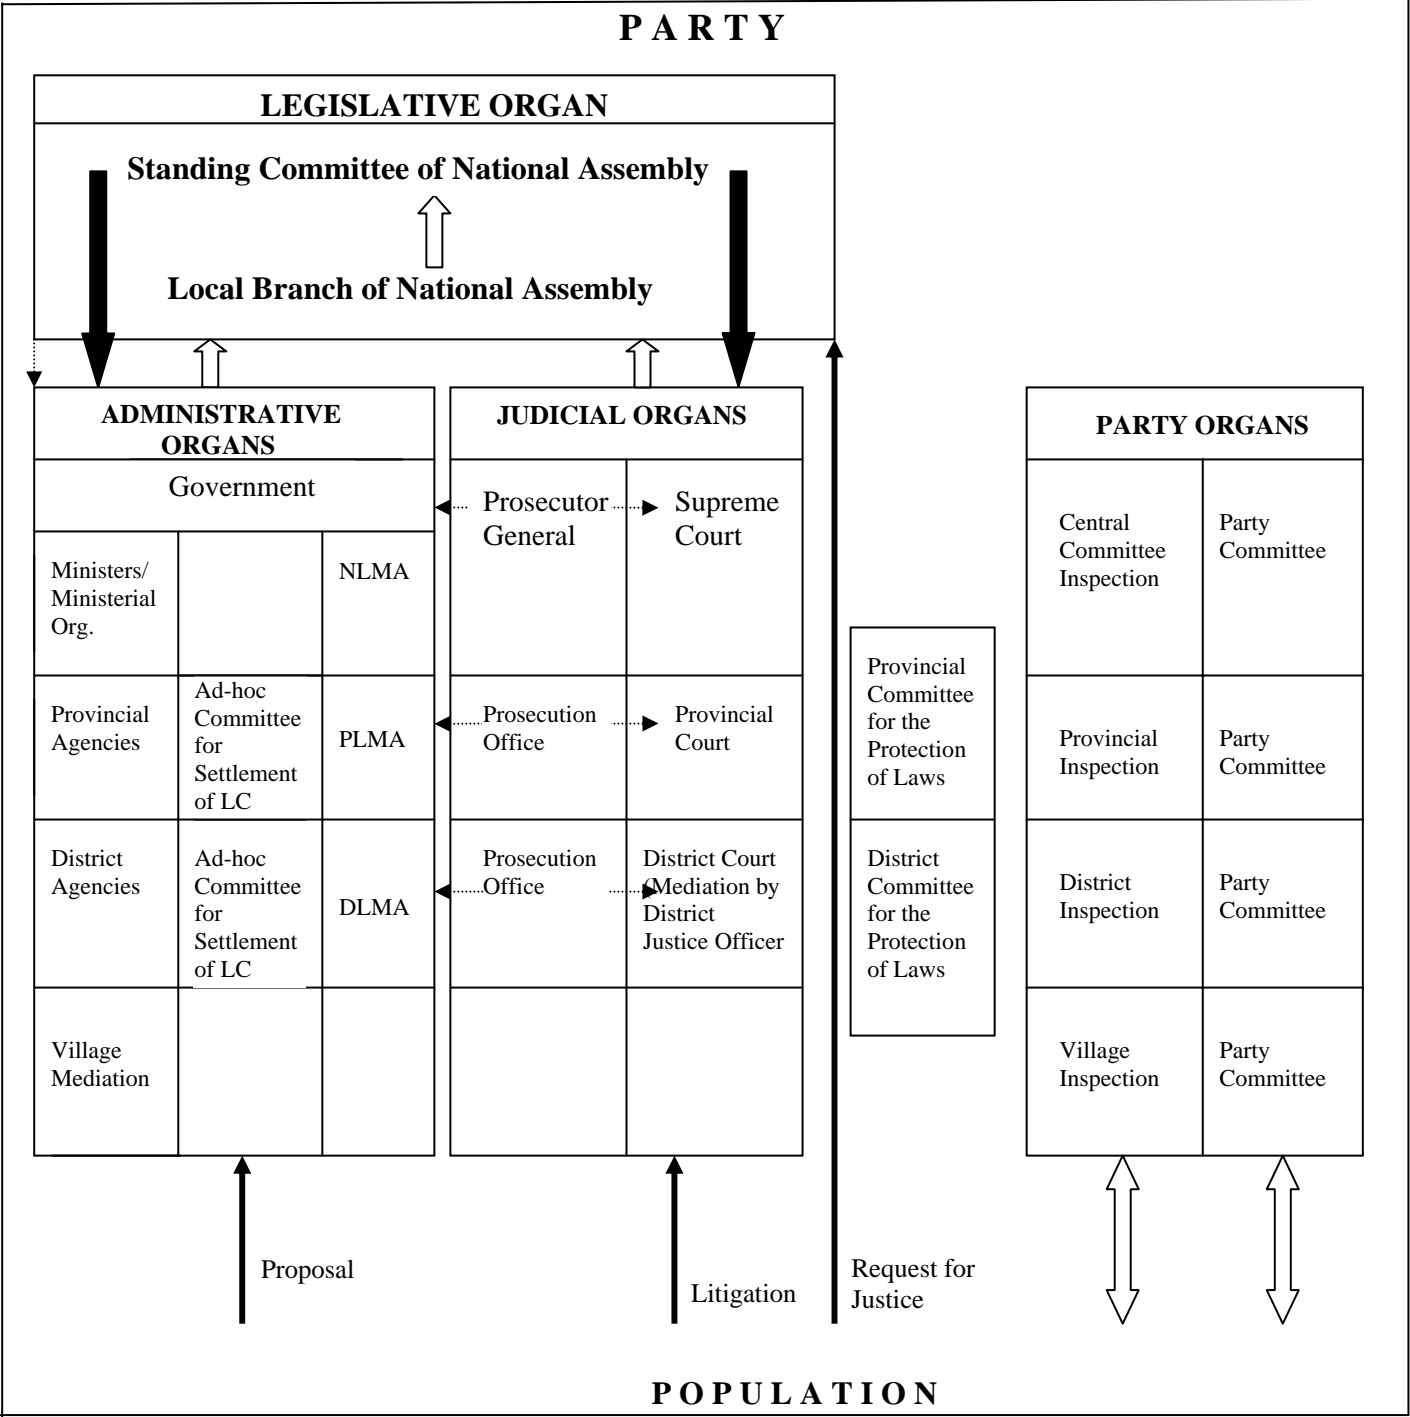 P A R T Y
LEGISLATIVE ORGAN
Standing Committee of National Assembly
Local Branch of National Assembly
ADMINISTRATIVE
ORGANS
Government
Ministers/
Ministerial
Org.
NLMA
Provincial
Agencies
Ad-hoc
Committee
for
Settlement
of LC
PLMA
District
Agencies
Ad-hoc
Committee
for
Settlement
of LC
DLMA
Village
Mediation
JUDICIAL ORGANS
Prosecutor
General
Supreme
Court
Prosecution
Office
Provincial
Court
Prosecution
Office
District Court
(Mediation by
District
Justice Officer
Provincial
Committee
for the
Protection
of Laws
District
Committee
for the
Protection
of Laws
PARTY ORGANS
Central
Committee
Inspection
Party
Committee
Provincial
Inspection
Party
Committee
District
Inspection
Party
Committee
Village
Inspection
Party
Committee
Proposal
Litigation
Request for
Justice
P O P U L A T I O N